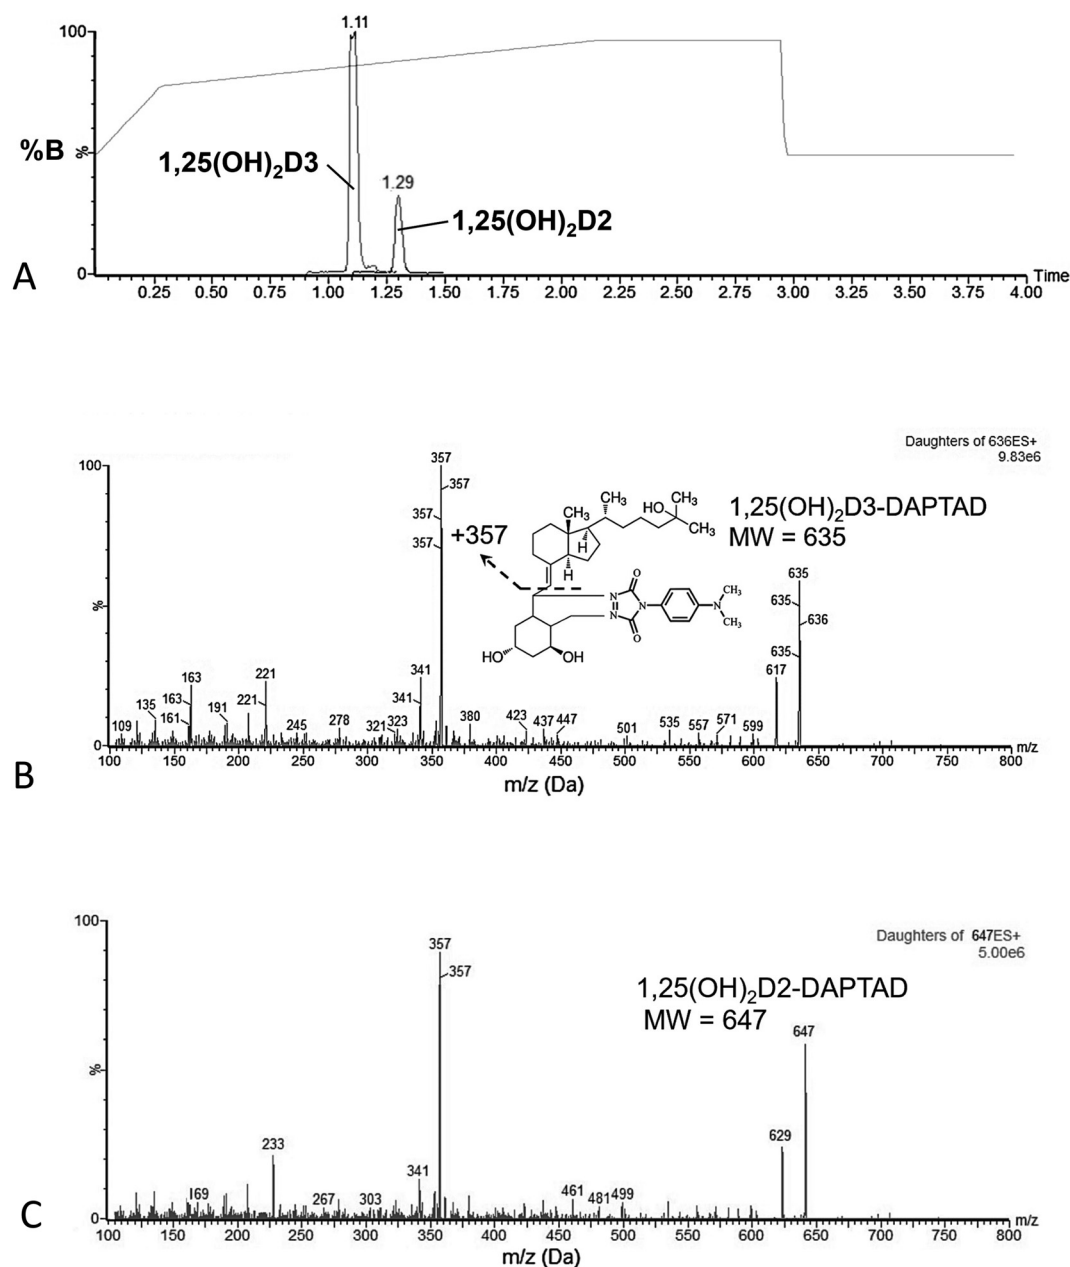 100
1.11
%B
%
1,25(OH)₂D3
1.29
1,25(OH)₂D2
A
0
Time
0.25 0.50 0.75 1.00 1.25 1.50 1.75 2.00 2.25 2.50 2.75 3.00 3.25 3.50 3.75 4.00
Daughters of 636ES+
9.83e6
100
357
357
357
357
+357
CH₃
CH₃
HO
CH₃
CH₃
H
H
O
N
N
N
O
N
CH₃
CH₃
HO
OH
1,25(OH)₂D3-DAPTAD
MW = 635
%
635
635
636
635
617
341
341
163
163
161
135
109
191
221
221
245
278
321
323
380
423
437
447
501
535
557
571
599
0
m/z
100 150 200 250 300 350 400 450 500 550 600 650 700 750 800
m/z (Da)
B
100
Daughters of 647ES+
5.00e6
357
357
1,25(OH)₂D2-DAPTAD
MW = 647
%
647
629
233
341
169
267
303
461
481
499
C
0
m/z
100 150 200 250 300 350 400 450 500 550 600 650 700 750 800
m/z (Da)